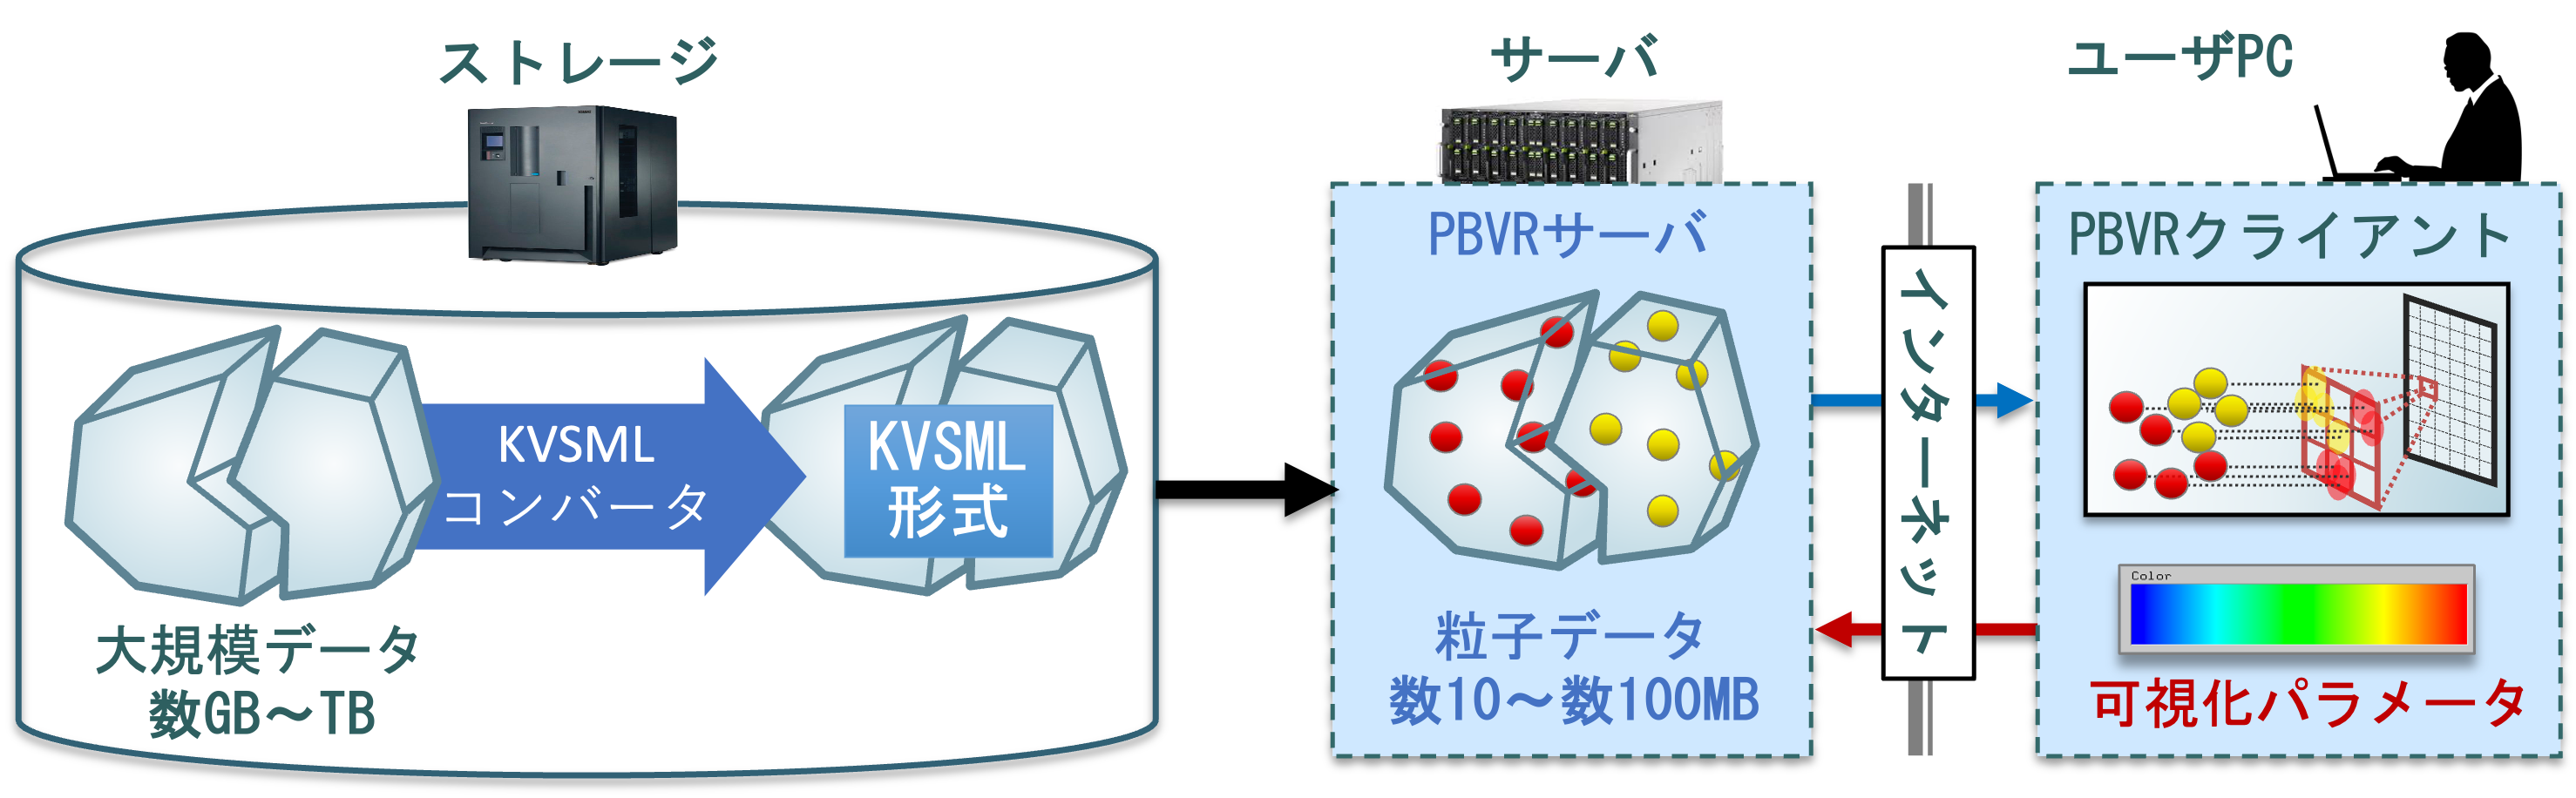 ストレージ
サーバ
ユーザPC
PBVRサーバ
PBVRクライアント
インターネット
KVSML
コンバータ
KVSML
形式
Color
大規模データ
数GB～TB
粒子データ
数10～数100MB
可視化パラメータ